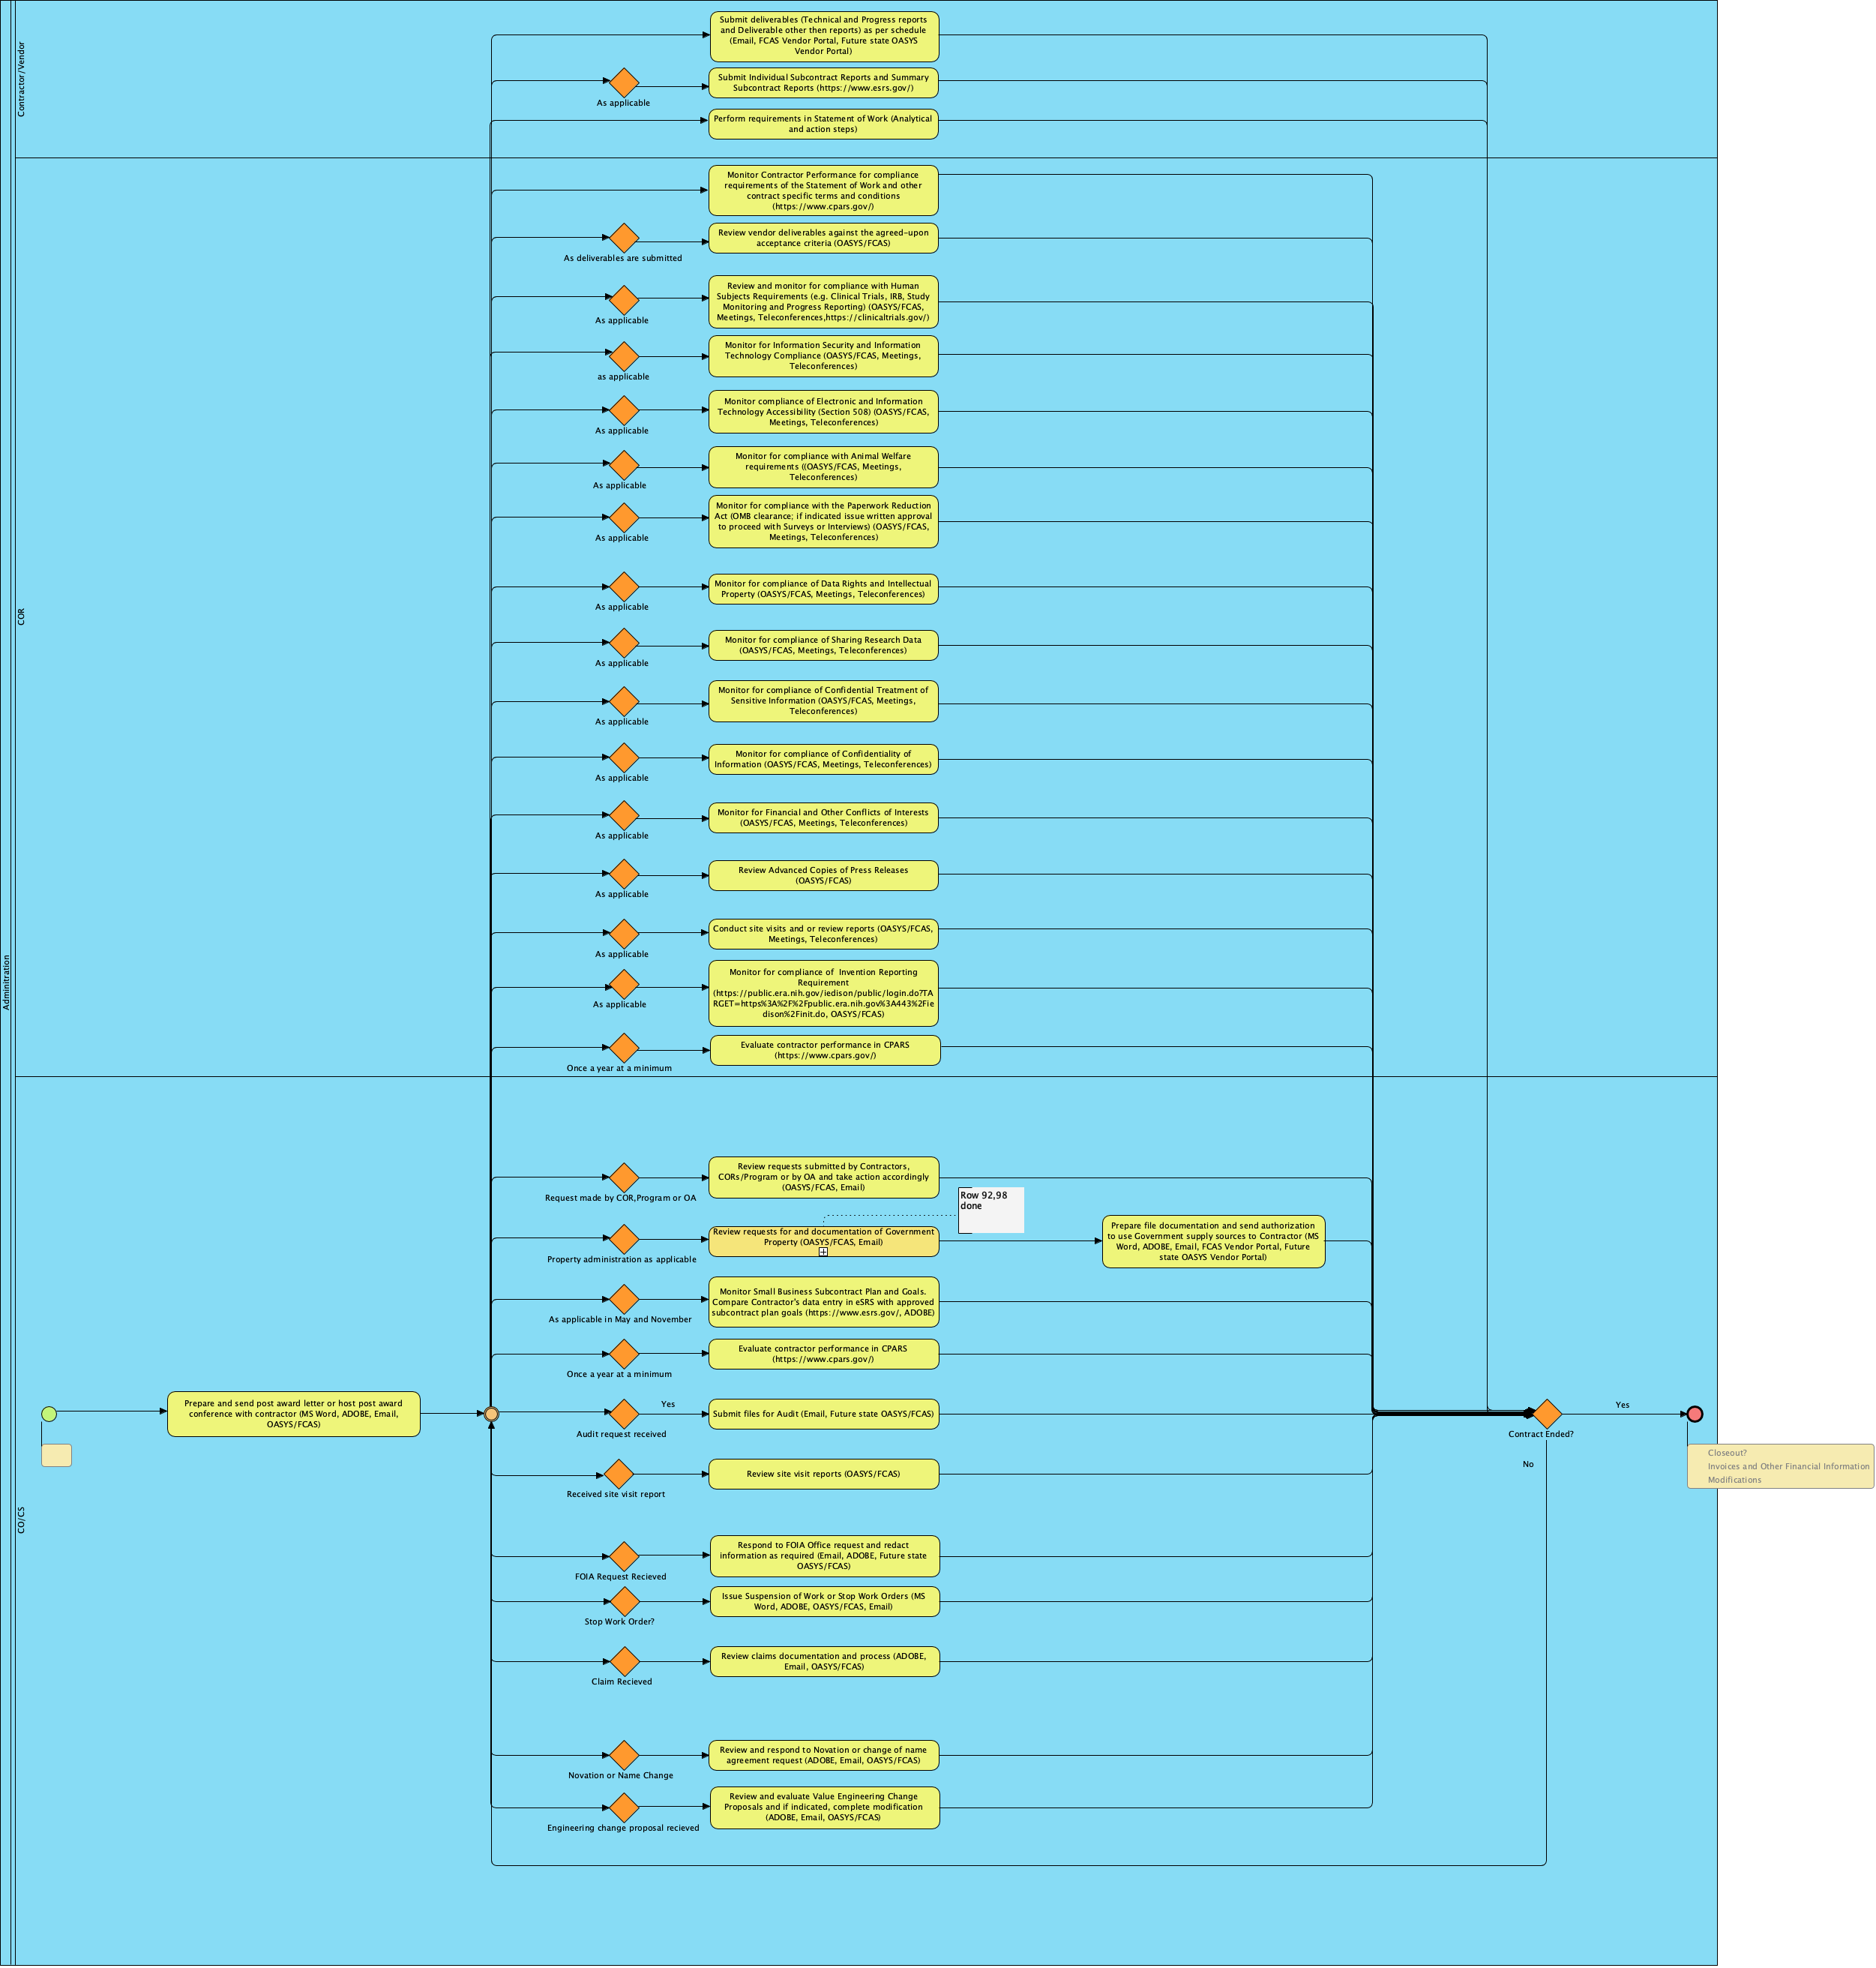 Adminitration
Contractor/Vendor
Submit deliverables (Technical and Progress reports
and Deliverable other then reports) as per schedule
(Email, FCAS Vendor Portal, Future state OASYS
Vendor Portal)
As applicable
Submit Individual Subcontract Reports and Summary
Subcontract Reports (https://www.esrs.gov/)
Perform requirements in Statement of Work (Analytical
and action steps)
COR
Monitor Contractor Performance for compliance
requirements of the Statement of Work and other
contract specific terms and conditions
(https://www.cpars.gov/)
As deliverables are submitted
Review vendor deliverables against the agreed-upon
acceptance criteria (OASYS/FCAS)
As applicable
Review and monitor for compliance with Human
Subjects Requirements (e.g. Clinical Trials, IRB, Study
Monitoring and Progress Reporting) (OASYS/FCAS,
Meetings, Teleconferences,https://clinicaltrials.gov/)
as applicable
Monitor for Information Security and Information
Technology Compliance (OASYS/FCAS, Meetings,
Teleconferences)
As applicable
Monitor compliance of Electronic and Information
Technology Accessibility (Section 508) (OASYS/FCAS,
Meetings, Teleconferences)
As applicable
Monitor for compliance with Animal Welfare
requirements ((OASYS/FCAS, Meetings,
Teleconferences)
As applicable
Monitor for compliance with the Paperwork Reduction
Act (OMB clearance; if indicated issue written approval
to proceed with Surveys or Interviews) (OASYS/FCAS,
Meetings, Teleconferences)
As applicable
Monitor for compliance of Data Rights and Intellectual
Property (OASYS/FCAS, Meetings, Teleconferences)
As applicable
Monitor for compliance of Sharing Research Data
(OASYS/FCAS, Meetings, Teleconferences)
As applicable
Monitor for compliance of Confidential Treatment of
Sensitive Information (OASYS/FCAS, Meetings,
Teleconferences)
As applicable
Monitor for compliance of Confidentiality of
Information (OASYS/FCAS, Meetings, Teleconferences)
As applicable
Monitor for Financial and Other Conflicts of Interests
(OASYS/FCAS, Meetings, Teleconferences)
As applicable
Review Advanced Copies of Press Releases
(OASYS/FCAS)
As applicable
Conduct site visits and or review reports (OASYS/FCAS,
Meetings, Teleconferences)
As applicable
Monitor for compliance of  Invention Reporting
Requirement
(https://public.era.nih.gov/iedison/public/login.do?TA
RGET=https%3A%2F%2Fpublic.era.nih.gov%3A443%2Fie
dison%2Finit.do, OASYS/FCAS)
Once a year at a minimum
Evaluate contractor performance in CPARS
(https://www.cpars.gov/)
CO/CS
Prepare and send post award letter or host post award
conference with contractor (MS Word, ADOBE, Email,
OASYS/FCAS)
Request made by COR,Program or OA
Review requests submitted by Contractors,
CORs/Program or by OA and take action accordingly
(OASYS/FCAS, Email)
Row 92,98
done
Property administration as applicable
Review requests for and documentation of Government
Property (OASYS/FCAS, Email)
Prepare file documentation and send authorization
to use Government supply sources to Contractor (MS
Word, ADOBE, Email, FCAS Vendor Portal, Future
state OASYS Vendor Portal)
As applicable in May and November
Monitor Small Business Subcontract Plan and Goals.
Compare Contractor's data entry in eSRS with approved
subcontract plan goals (https://www.esrs.gov/, ADOBE)
Once a year at a minimum
Evaluate contractor performance in CPARS
(https://www.cpars.gov/)
Audit request received
Yes
Submit files for Audit (Email, Future state OASYS/FCAS)
Received site visit report
Review site visit reports (OASYS/FCAS)
FOIA Request Recieved
Respond to FOIA Office request and redact
information as required (Email, ADOBE, Future state
OASYS/FCAS)
Stop Work Order?
Issue Suspension of Work or Stop Work Orders (MS
Word, ADOBE, OASYS/FCAS, Email)
Claim Recieved
Review claims documentation and process (ADOBE,
Email, OASYS/FCAS)
Novation or Name Change
Review and respond to Novation or change of name
agreement request (ADOBE, Email, OASYS/FCAS)
Engineering change proposal recieved
Review and evaluate Value Engineering Change
Proposals and if indicated, complete modification
(ADOBE, Email, OASYS/FCAS)
Contract Ended?
Yes
No
Closeout?
Invoices and Other Financial Information
Modifications